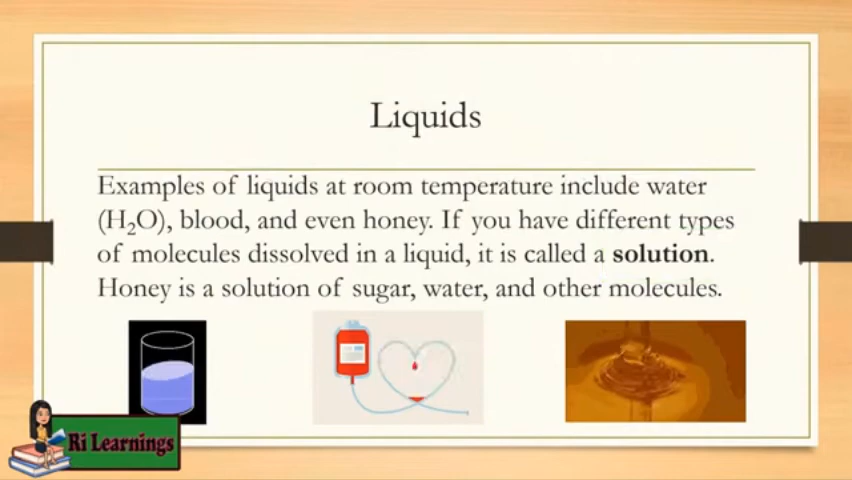 Liquids
Examples of liquids at room temperature include water
(H₂O), blood, and even honey. If you have different types
of molecules dissolved in a liquid, it is called a solution.
Honey is a solution of sugar, water, and other molecules.
Ri Learnings